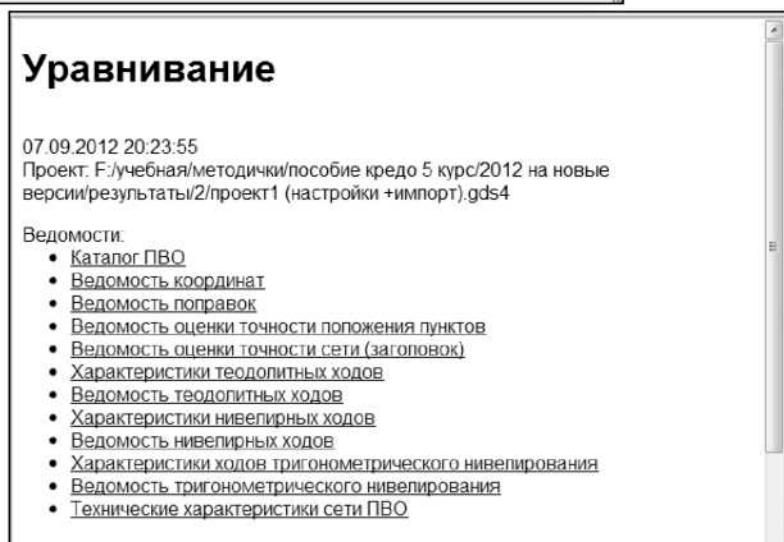 Уравнивание
07.09.2012 20:23:55
Проект: F:/учебная/методички/пособие кредо 5 курс/2012 на новые
версии/результаты/2/проект1 (настройки +импорт).gds4
Ведомости:
• Каталог ПВО
• Ведомость координат
• Ведомость поправок
• Ведомость оценки точности положения пунктов
• Ведомость оценки точности сети (заголовок)
• Характеристики теодолитных ходов
• Ведомость теодолитных ходов
• Характеристики нивелирных ходов
• Ведомость нивелирных ходов
• Характеристики ходов тригонометрического нивелирования
• Ведомость тригонометрического нивелирования
• Технические характеристики сети ПВО